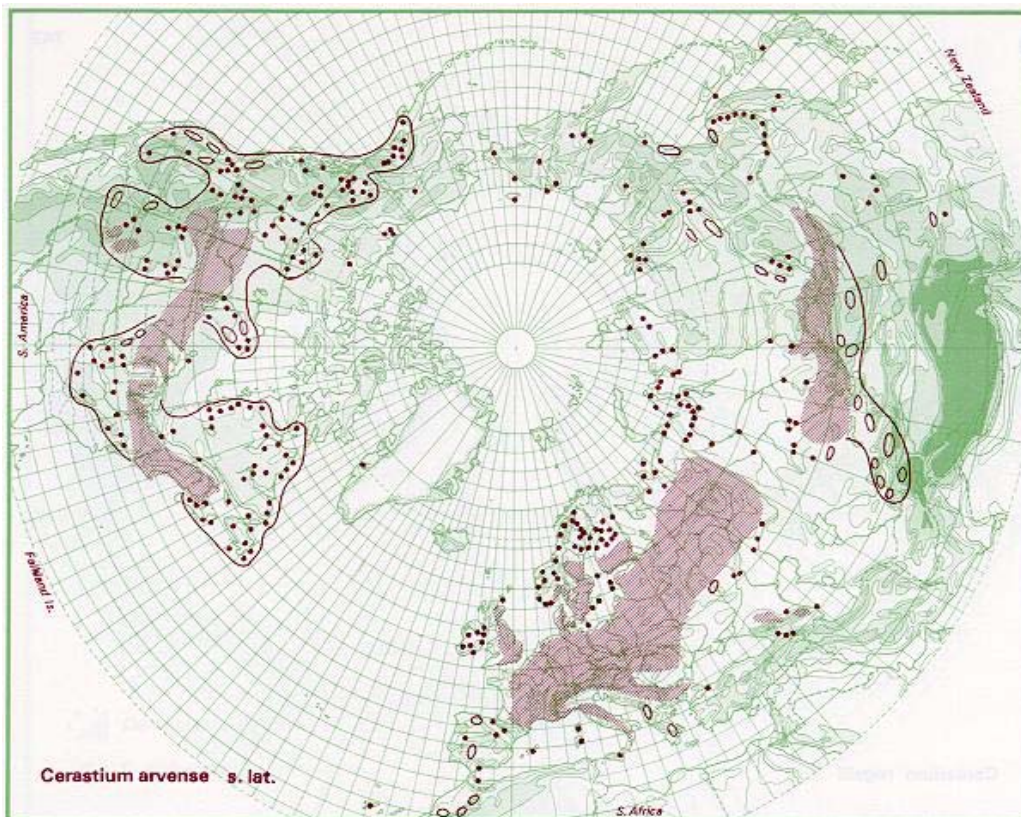 New Zealand
S. America
Falkland Is.
Cerastium arvense s. lat.
S. Africa